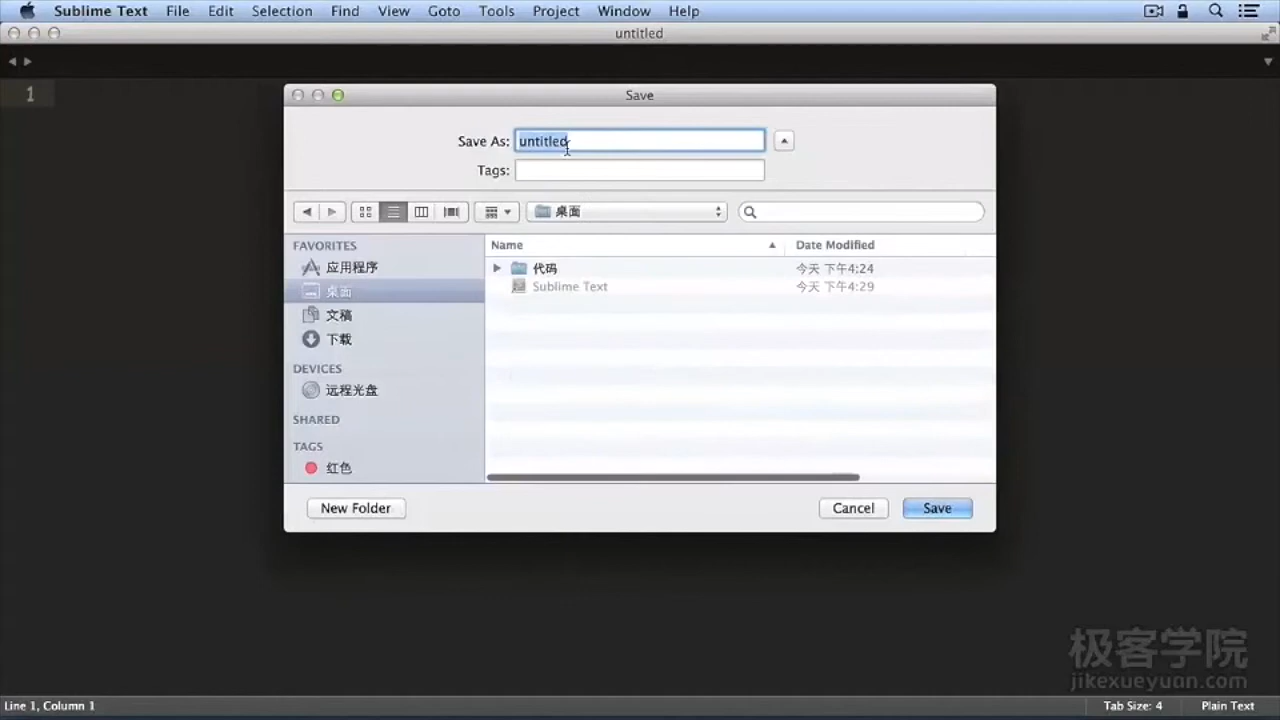 Sublime Text File Edit Selection Find View Goto Tools Project Window Help
untitled
1
Save
Save As: untitled
Tags:
桌面
FAVORITES
应用程序
桌面
文稿
下载
DEVICES
远程光盘
SHARED
TAGS
红色
Name Date Modified
代码 今天 下午4:24
Sublime Text 今天 下午4:29
New Folder Cancel Save
极客学院
jikexueyuan.com
Line 1, Column 1 Tab Size: 4 Plain Text